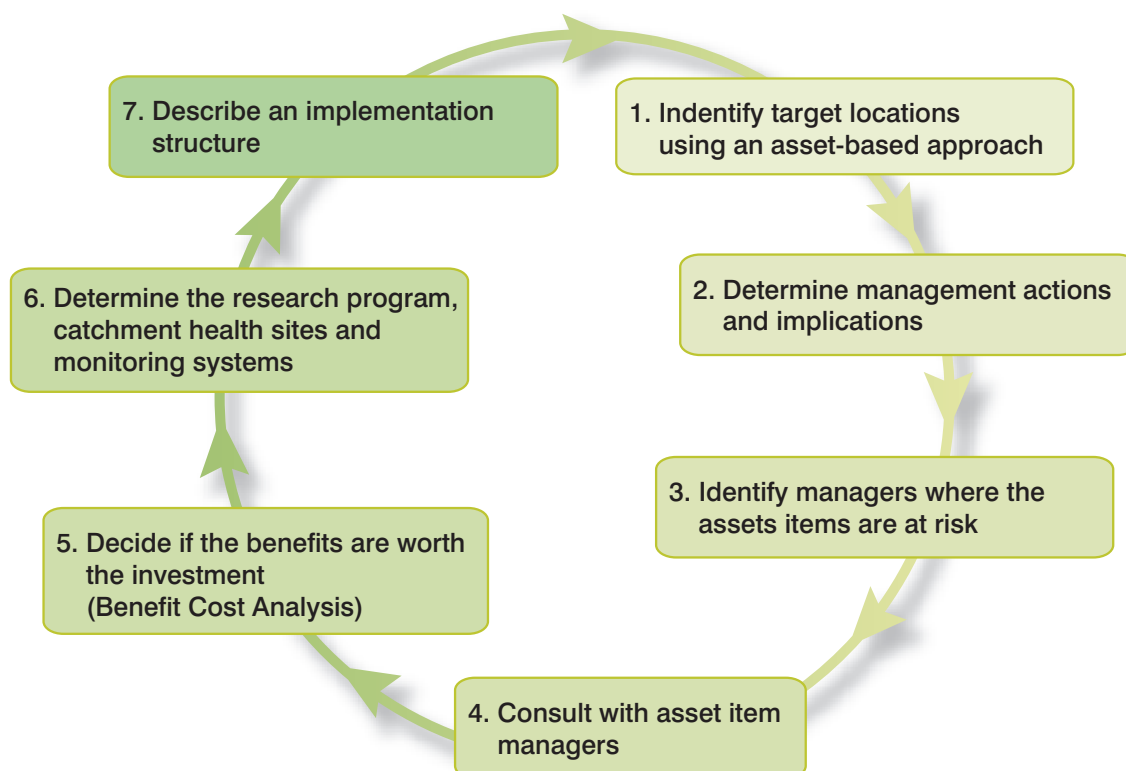 1. Indentify target locations
using an asset-based approach
2. Determine management actions
and implications
3. Identify managers where the
assets items are at risk
4. Consult with asset item
managers
5. Decide if the benefits are worth
the investment
(Benefit Cost Analysis)
6. Determine the research program,
catchment health sites and
monitoring systems
7. Describe an implementation
structure